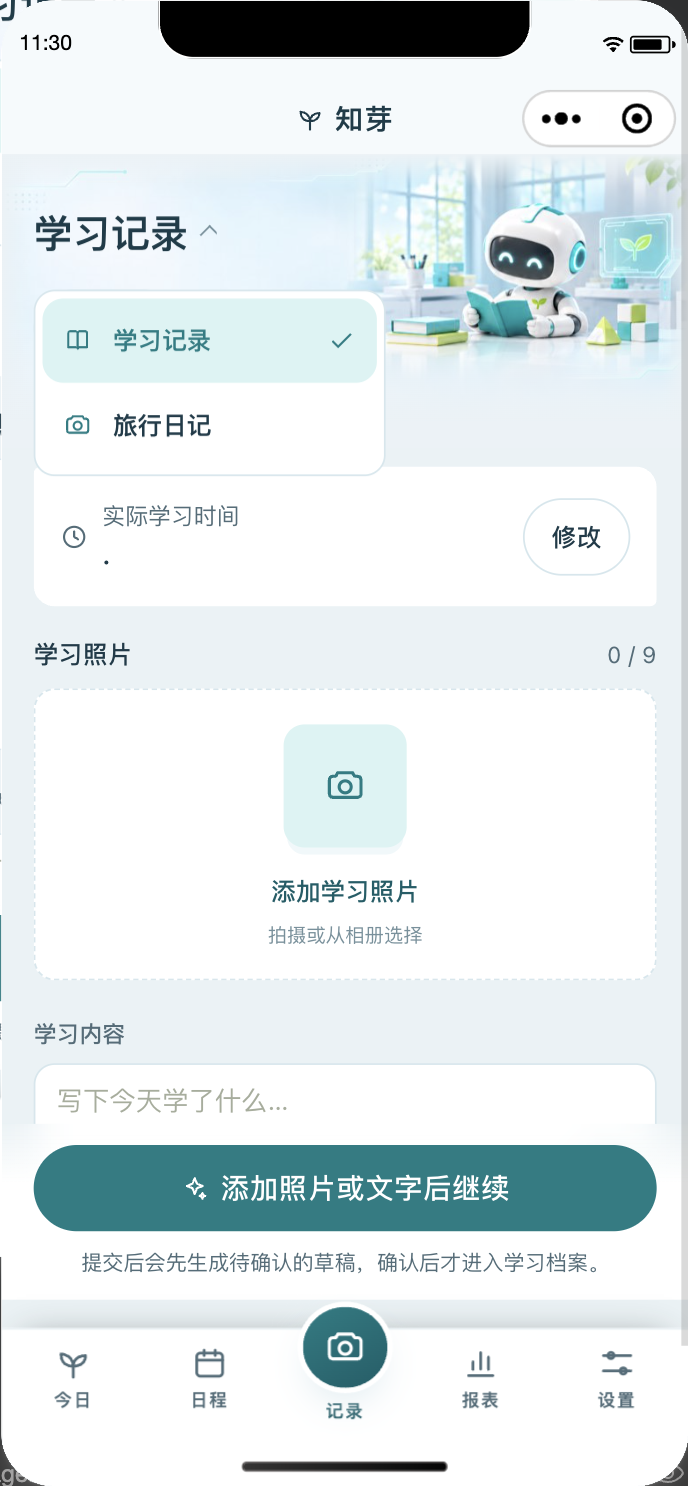 11:30
知芽
学习记录
学习记录
旅行日记
实际学习时间
·
修改
学习照片
0 / 9
添加学习照片
拍摄或从相册选择
学习内容
写下今天学了什么...
添加照片或文字后继续
提交后会先生成待确认的草稿，确认后才进入学习档案。
今日
日程
记录
报表
设置